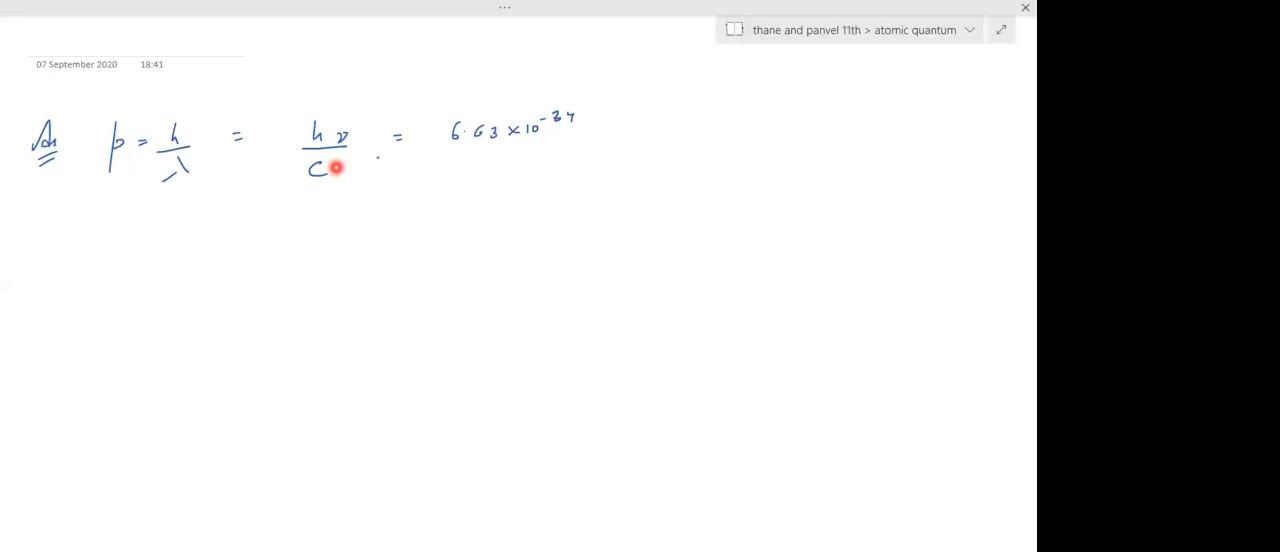 ...
thane and panvel 11th > atomic quantum
07 September 2020 18:41
Ans p = h/λ = hν/c = 6.63 × 10^-34